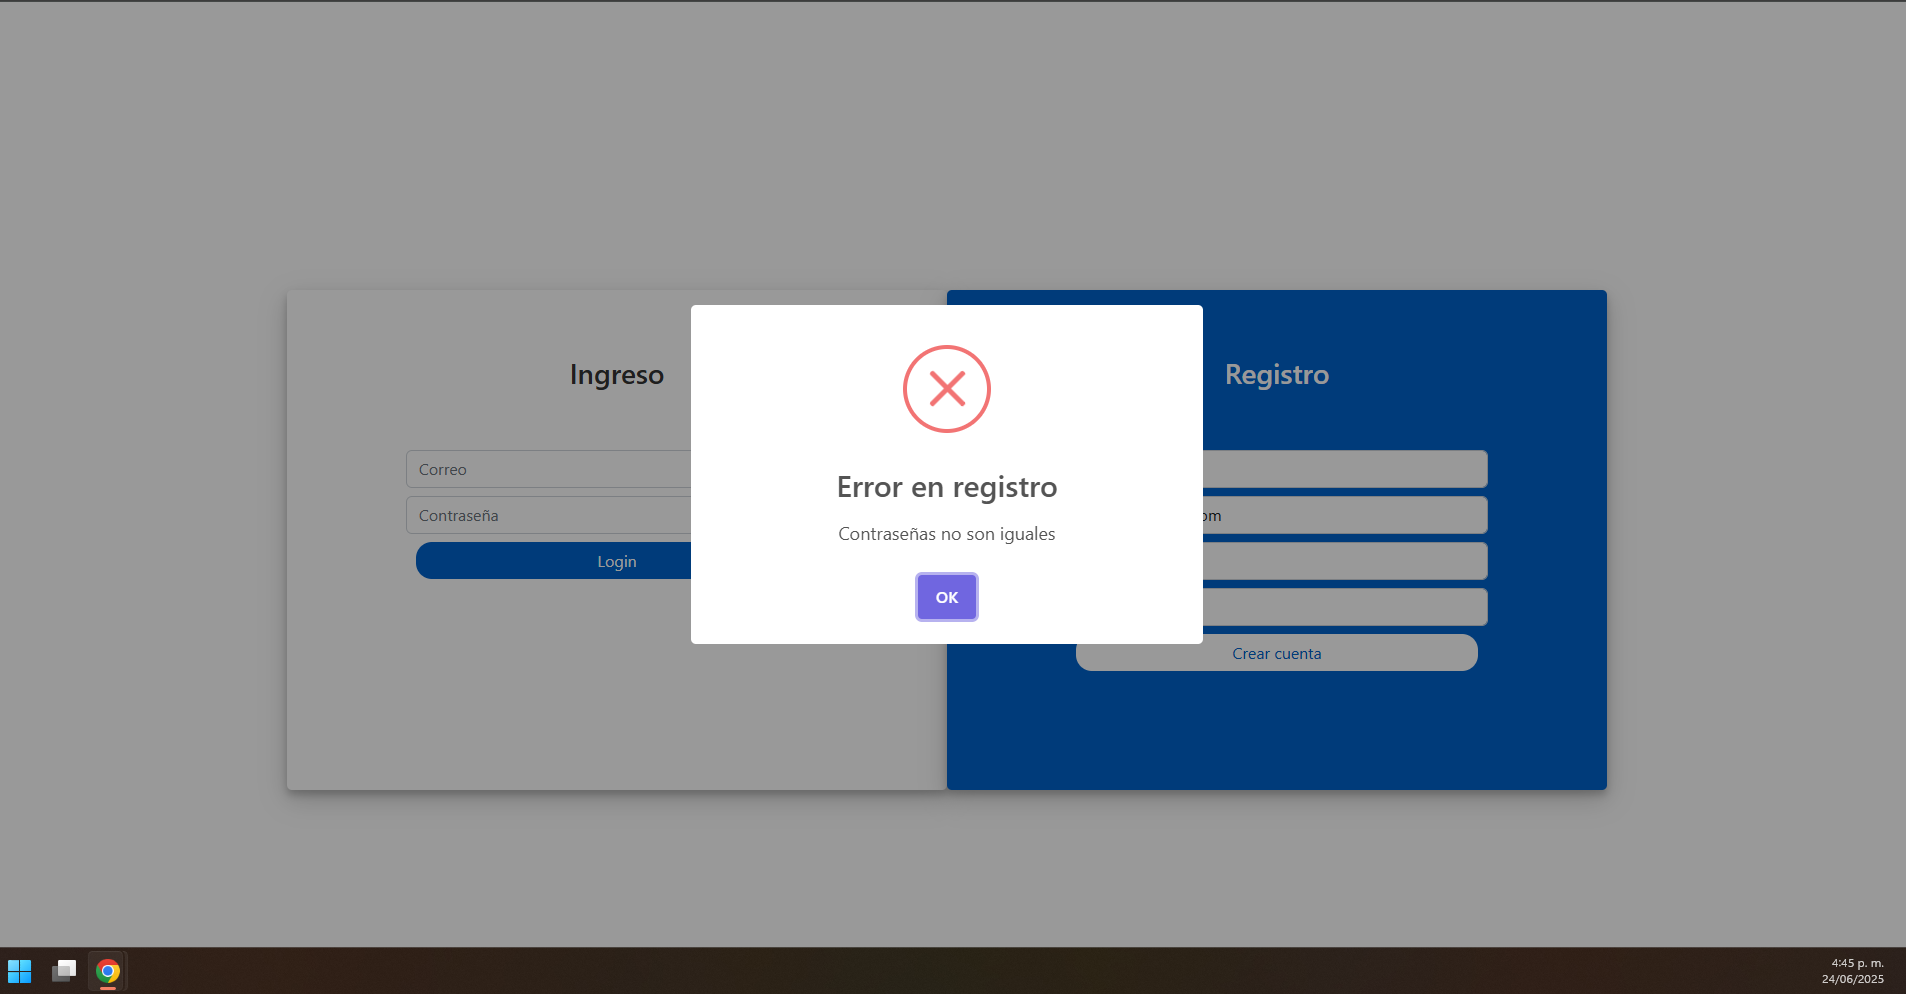 Ingreso
Correo
Contraseña
Login
Error en registro
Contraseñas no son iguales
OK
Registro
om
Crear cuenta
4:45 p. m.
24/06/2025